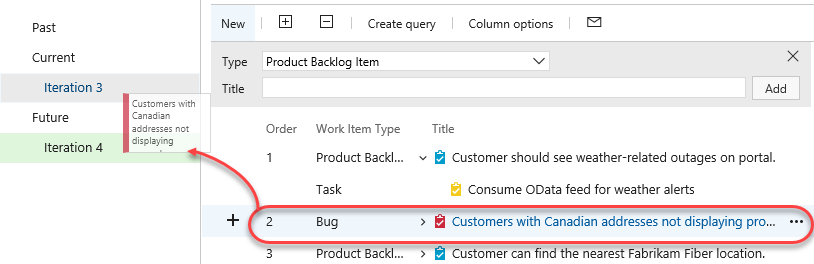 Past
Current
Iteration 3
Future
Iteration 4
Customers with
Canadian
addresses not
displaying
New
Create query
Column options
Type
Product Backlog Item
Title
Add
Order Work Item Type Title
1 Product Backl... Customer should see weather-related outages on portal.
Task Consume OData feed for weather alerts
2 Bug Customers with Canadian addresses not displaying pro...
3 Product Backl... Customer can find the nearest Fabrikam Fiber location.